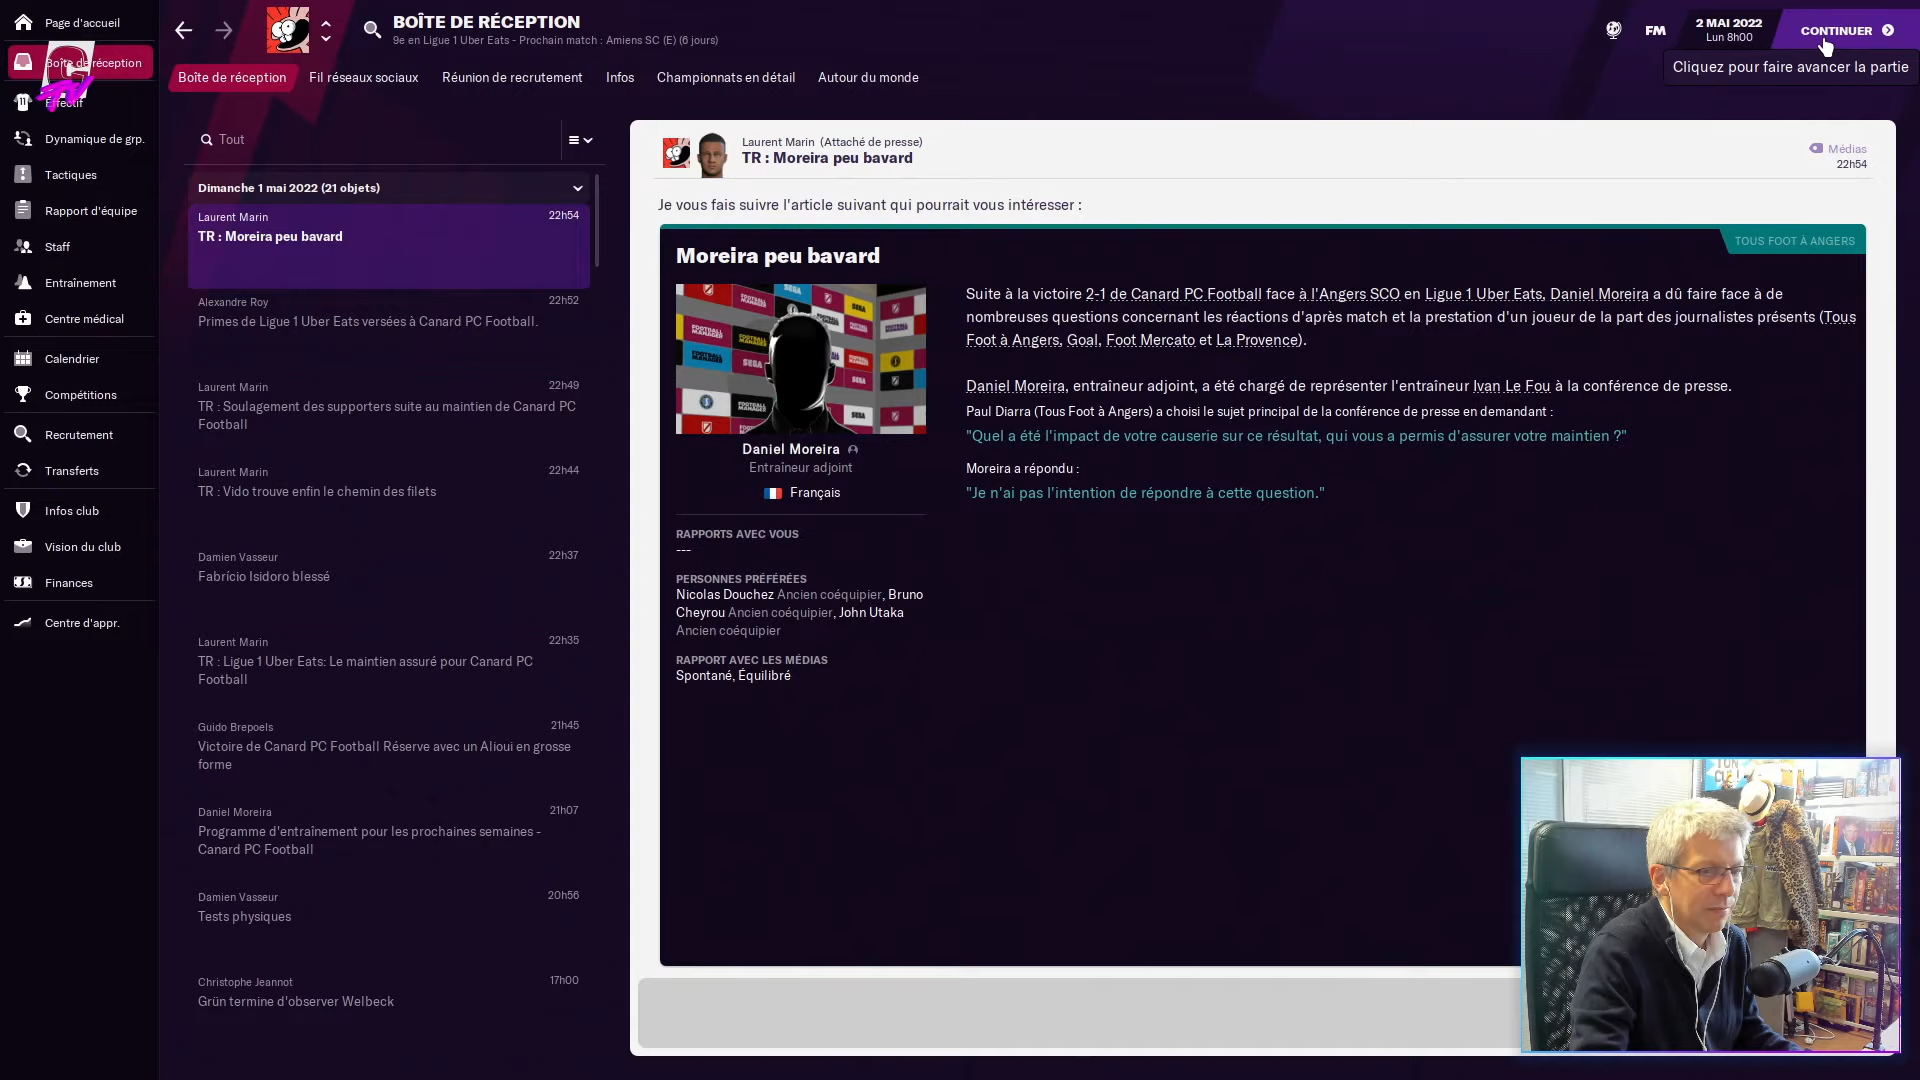 Page d'accueil
Boîte de réception
Effectif
Dynamique de grp.
Tactiques
Rapport d'équipe
Staff
Entraînement
Centre médical
Calendrier
Compétitions
Recrutement
Transferts
Infos club
Vision du club
Finances
Centre d'appr.
BOÎTE DE RÉCEPTION
9e en Ligue 1 Uber Eats - Prochain match : Amiens SC (E) (6 jours)
FM
2 MAI 2022
Lun 8h00
CONTINUER
Cliquez pour faire avancer la partie
Boîte de réception
Fil réseaux sociaux
Réunion de recrutement
Infos
Championnats en détail
Autour du monde
Tout
Dimanche 1 mai 2022 (21 objets)
Laurent Marin 22h54
TR : Moreira peu bavard
Alexandre Roy 22h52
Primes de Ligue 1 Uber Eats versées à Canard PC Football.
Laurent Marin 22h49
TR : Soulagement des supporters suite au maintien de Canard PC
Football
Laurent Marin 22h44
TR : Vido trouve enfin le chemin des filets
Damien Vasseur 22h37
Fabrício Isidoro blessé
Laurent Marin 22h35
TR : Ligue 1 Uber Eats: Le maintien assuré pour Canard PC
Football
Guido Brepoels 21h45
Victoire de Canard PC Football Réserve avec un Alioui en grosse
forme
Daniel Moreira 21h07
Programme d'entraînement pour les prochaines semaines -
Canard PC Football
Damien Vasseur 20h56
Tests physiques
Christophe Jeannot 17h00
Grün termine d'observer Welbeck
Laurent Marin (Attaché de presse)
TR : Moreira peu bavard
Médias
22h54
Je vous fais suivre l'article suivant qui pourrait vous intéresser :
TOUS FOOT À ANGERS
Moreira peu bavard
Daniel Moreira
Entraîneur adjoint
Français
RAPPORTS AVEC VOUS
---
PERSONNES PRÉFÉRÉES
Nicolas Douchez Ancien coéquipier, Bruno
Cheyrou Ancien coéquipier, John Utaka
Ancien coéquipier
RAPPORT AVEC LES MÉDIAS
Spontané, Équilibré
Suite à la victoire 2-1 de Canard PC Football face à l'Angers SCO en Ligue 1 Uber Eats, Daniel Moreira a dû faire face à de
nombreuses questions concernant les réactions d'après match et la prestation d'un joueur de la part des journalistes présents (Tous
Foot à Angers, Goal, Foot Mercato et La Provence).
Daniel Moreira, entraîneur adjoint, a été chargé de représenter l'entraîneur Ivan Le Fou à la conférence de presse.
Paul Diarra (Tous Foot à Angers) a choisi le sujet principal de la conférence de presse en demandant :
"Quel a été l'impact de votre causerie sur ce résultat, qui vous a permis d'assurer votre maintien ?"
Moreira a répondu :
"Je n'ai pas l'intention de répondre à cette question."